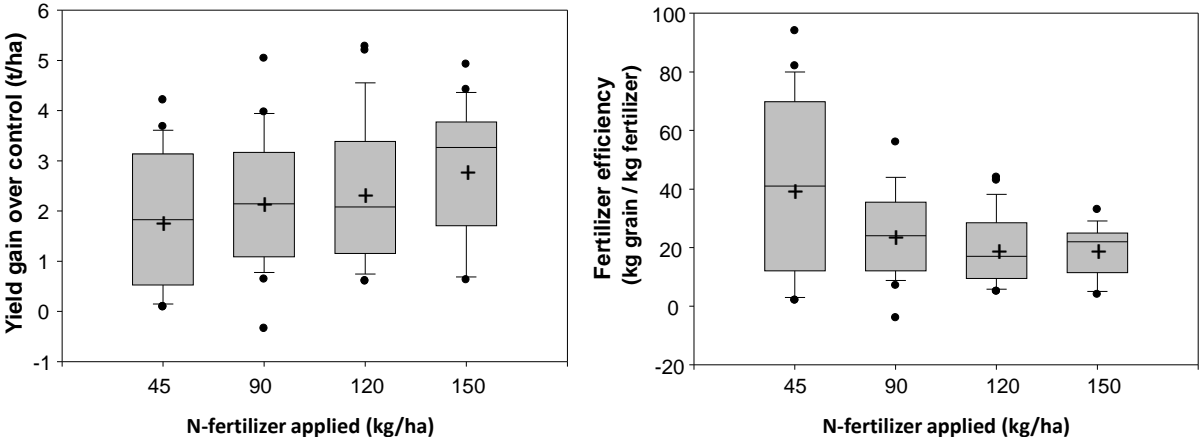 Yield gain over control (t/ha)
6
5
4
3
2
1
0
-1
45 90 120 150
N-fertilizer applied (kg/ha)
Fertilizer efficiency
(kg grain / kg fertilizer)
100
80
60
40
20
0
-20
45 90 120 150
N-fertilizer applied (kg/ha)